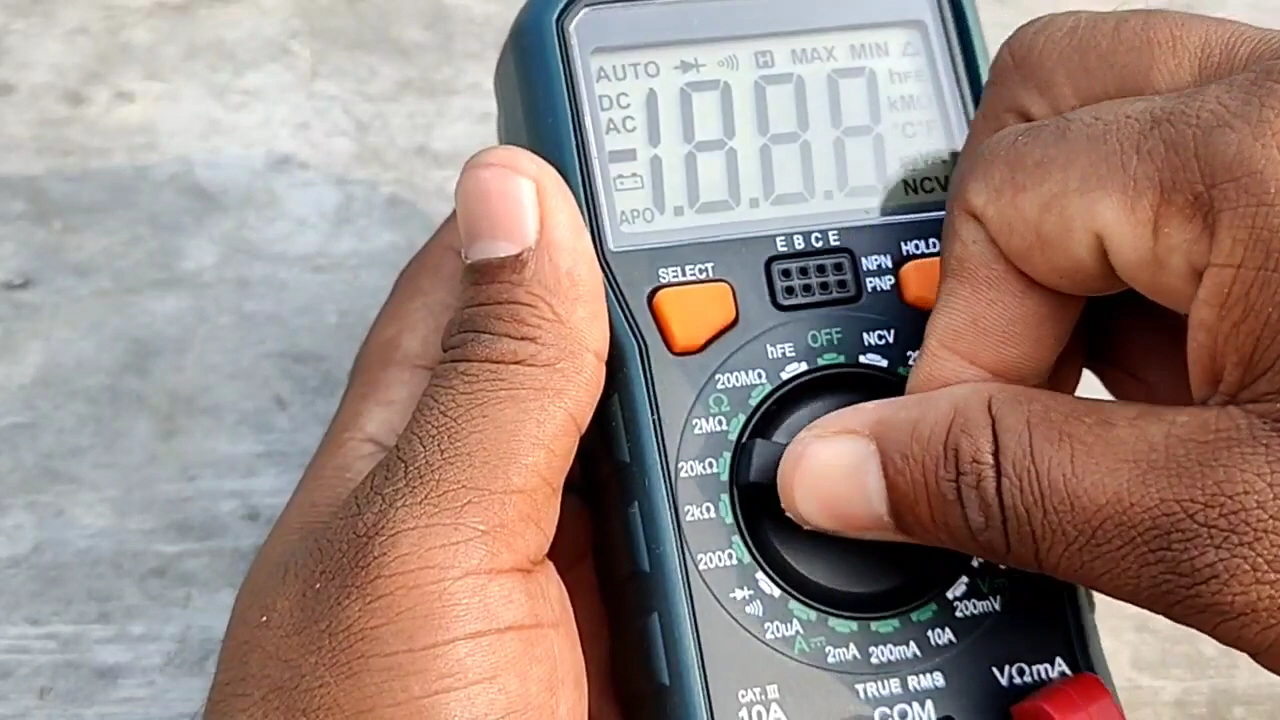 AUTO H MAX MIN
DC
AC
hFE
°C°F
APO
NCV
E B C E
SELECT
NPN
PNP
HOLD
hFE OFF NCV
200MΩ
Ω
2MΩ
20kΩ
2kΩ
200Ω
20uA
A
2mA
200mA
10A
200mV
V
VΩmA
CAT. III
10A
TRUE RMS
COM